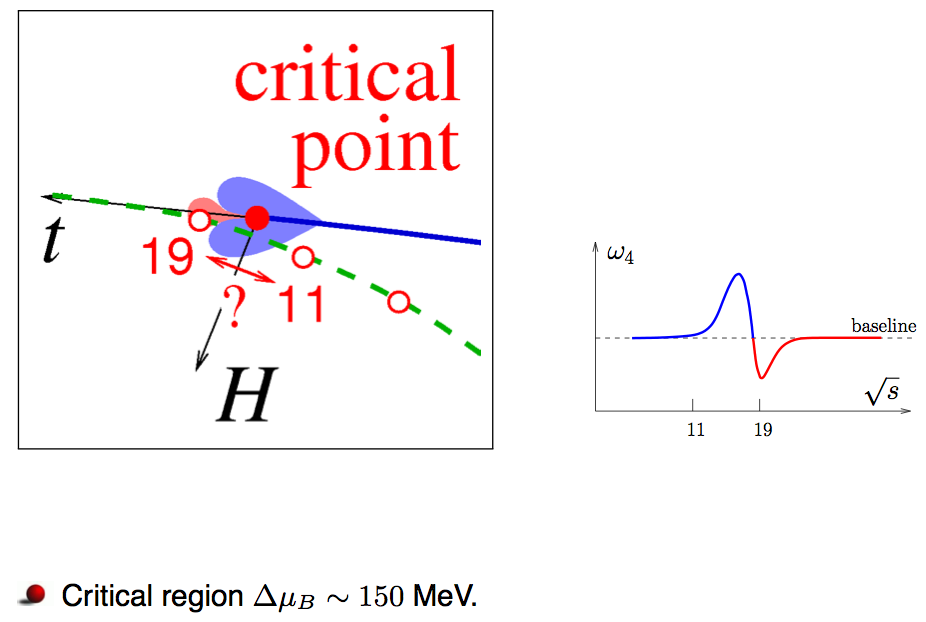 critical
point
t
19
?
11
H
ω₄
baseline
√s
11
19
Critical region Δμ_B ∼ 150 MeV.